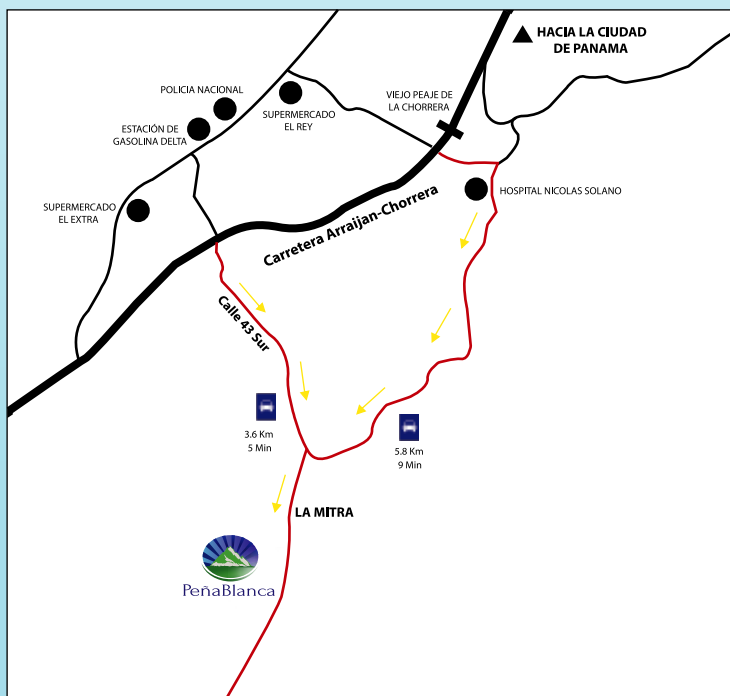 HACIA LA CIUDAD
DE PANAMA
POLICIA NACIONAL
VIEJO PEAJE DE
LA CHORRERA
SUPERMERCADO
EL REY
ESTACIÓN DE
GASOLINA DELTA
HOSPITAL NICOLAS SOLANO
SUPERMERCADO
EL EXTRA
Carretera Arraijan-Chorrera
Calle 43 Sur
3.6 Km
5 Min
5.8 Km
9 Min
LA MITRA
PeñaBlanca